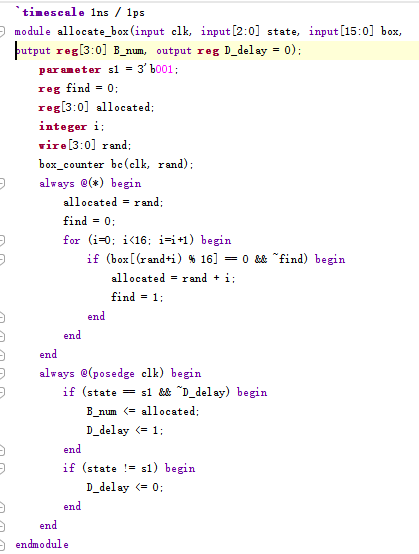 `timescale 1ns / 1ps
module allocate_box(input clk, input[2:0] state, input[15:0] box,
output reg[3:0] B_num, output reg D_delay = 0);
    parameter s1 = 3'b001;
    reg find = 0;
    reg[3:0] allocated;
    integer i;
    wire[3:0] rand;
    box_counter bc(clk, rand);
    always @(*) begin
        allocated = rand;
        find = 0;
        for (i=0; i<16; i=i+1) begin
            if (box[(rand+i) % 16] == 0 && ~find) begin
                allocated = rand + i;
                find = 1;
            end
        end
    end
    always @(posedge clk) begin
        if (state == s1 && ~D_delay) begin
            B_num <= allocated;
            D_delay <= 1;
        end
        if (state != s1) begin
            D_delay <= 0;
        end
    end
endmodule